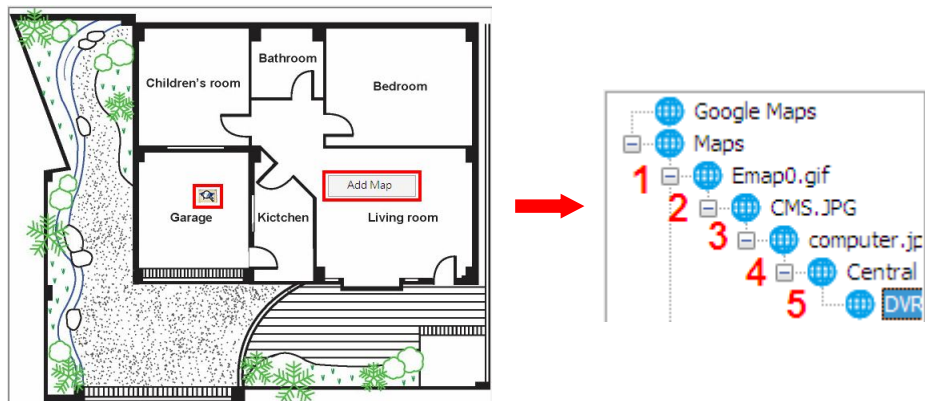 Bathroom
Children's room
Bedroom
Add Map
Garage
Kictchen
Living room
Google Maps
Maps
1 Emap0.gif
2 CMS.JPG
3 computer.jp
4 Central
5 DVR